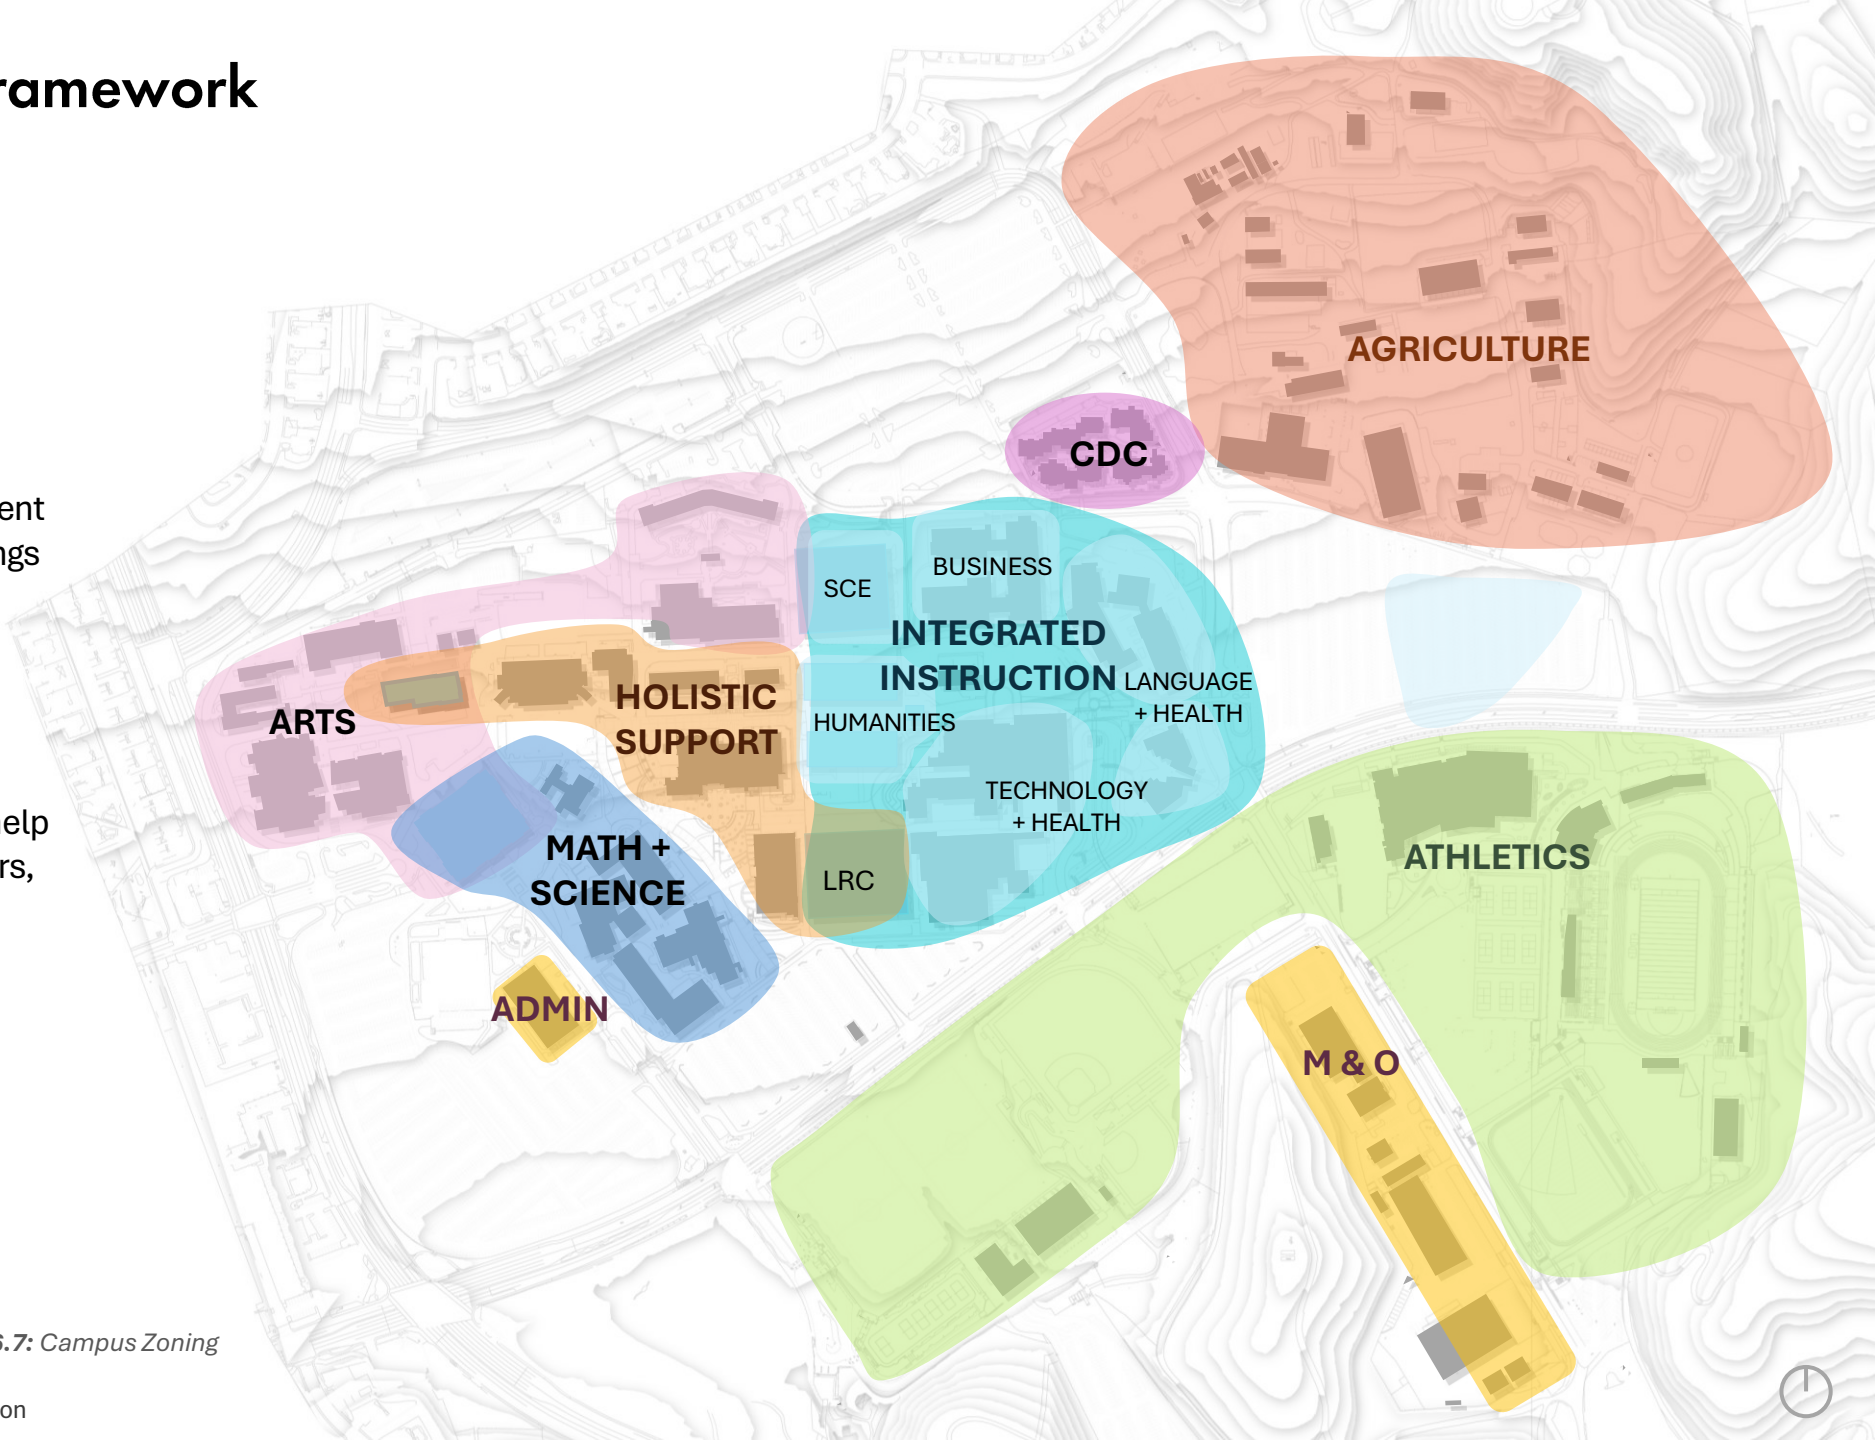 ramework
ent
ngs
elp
rs,
AGRICULTURE
CDC
SCE
BUSINESS
INTEGRATED
INSTRUCTION
LANGUAGE
+ HEALTH
HUMANITIES
HOLISTIC
SUPPORT
ARTS
TECHNOLOGY
+ HEALTH
MATH +
SCIENCE
LRC
ATHLETICS
ADMIN
M & O
6.7: Campus Zoning
on